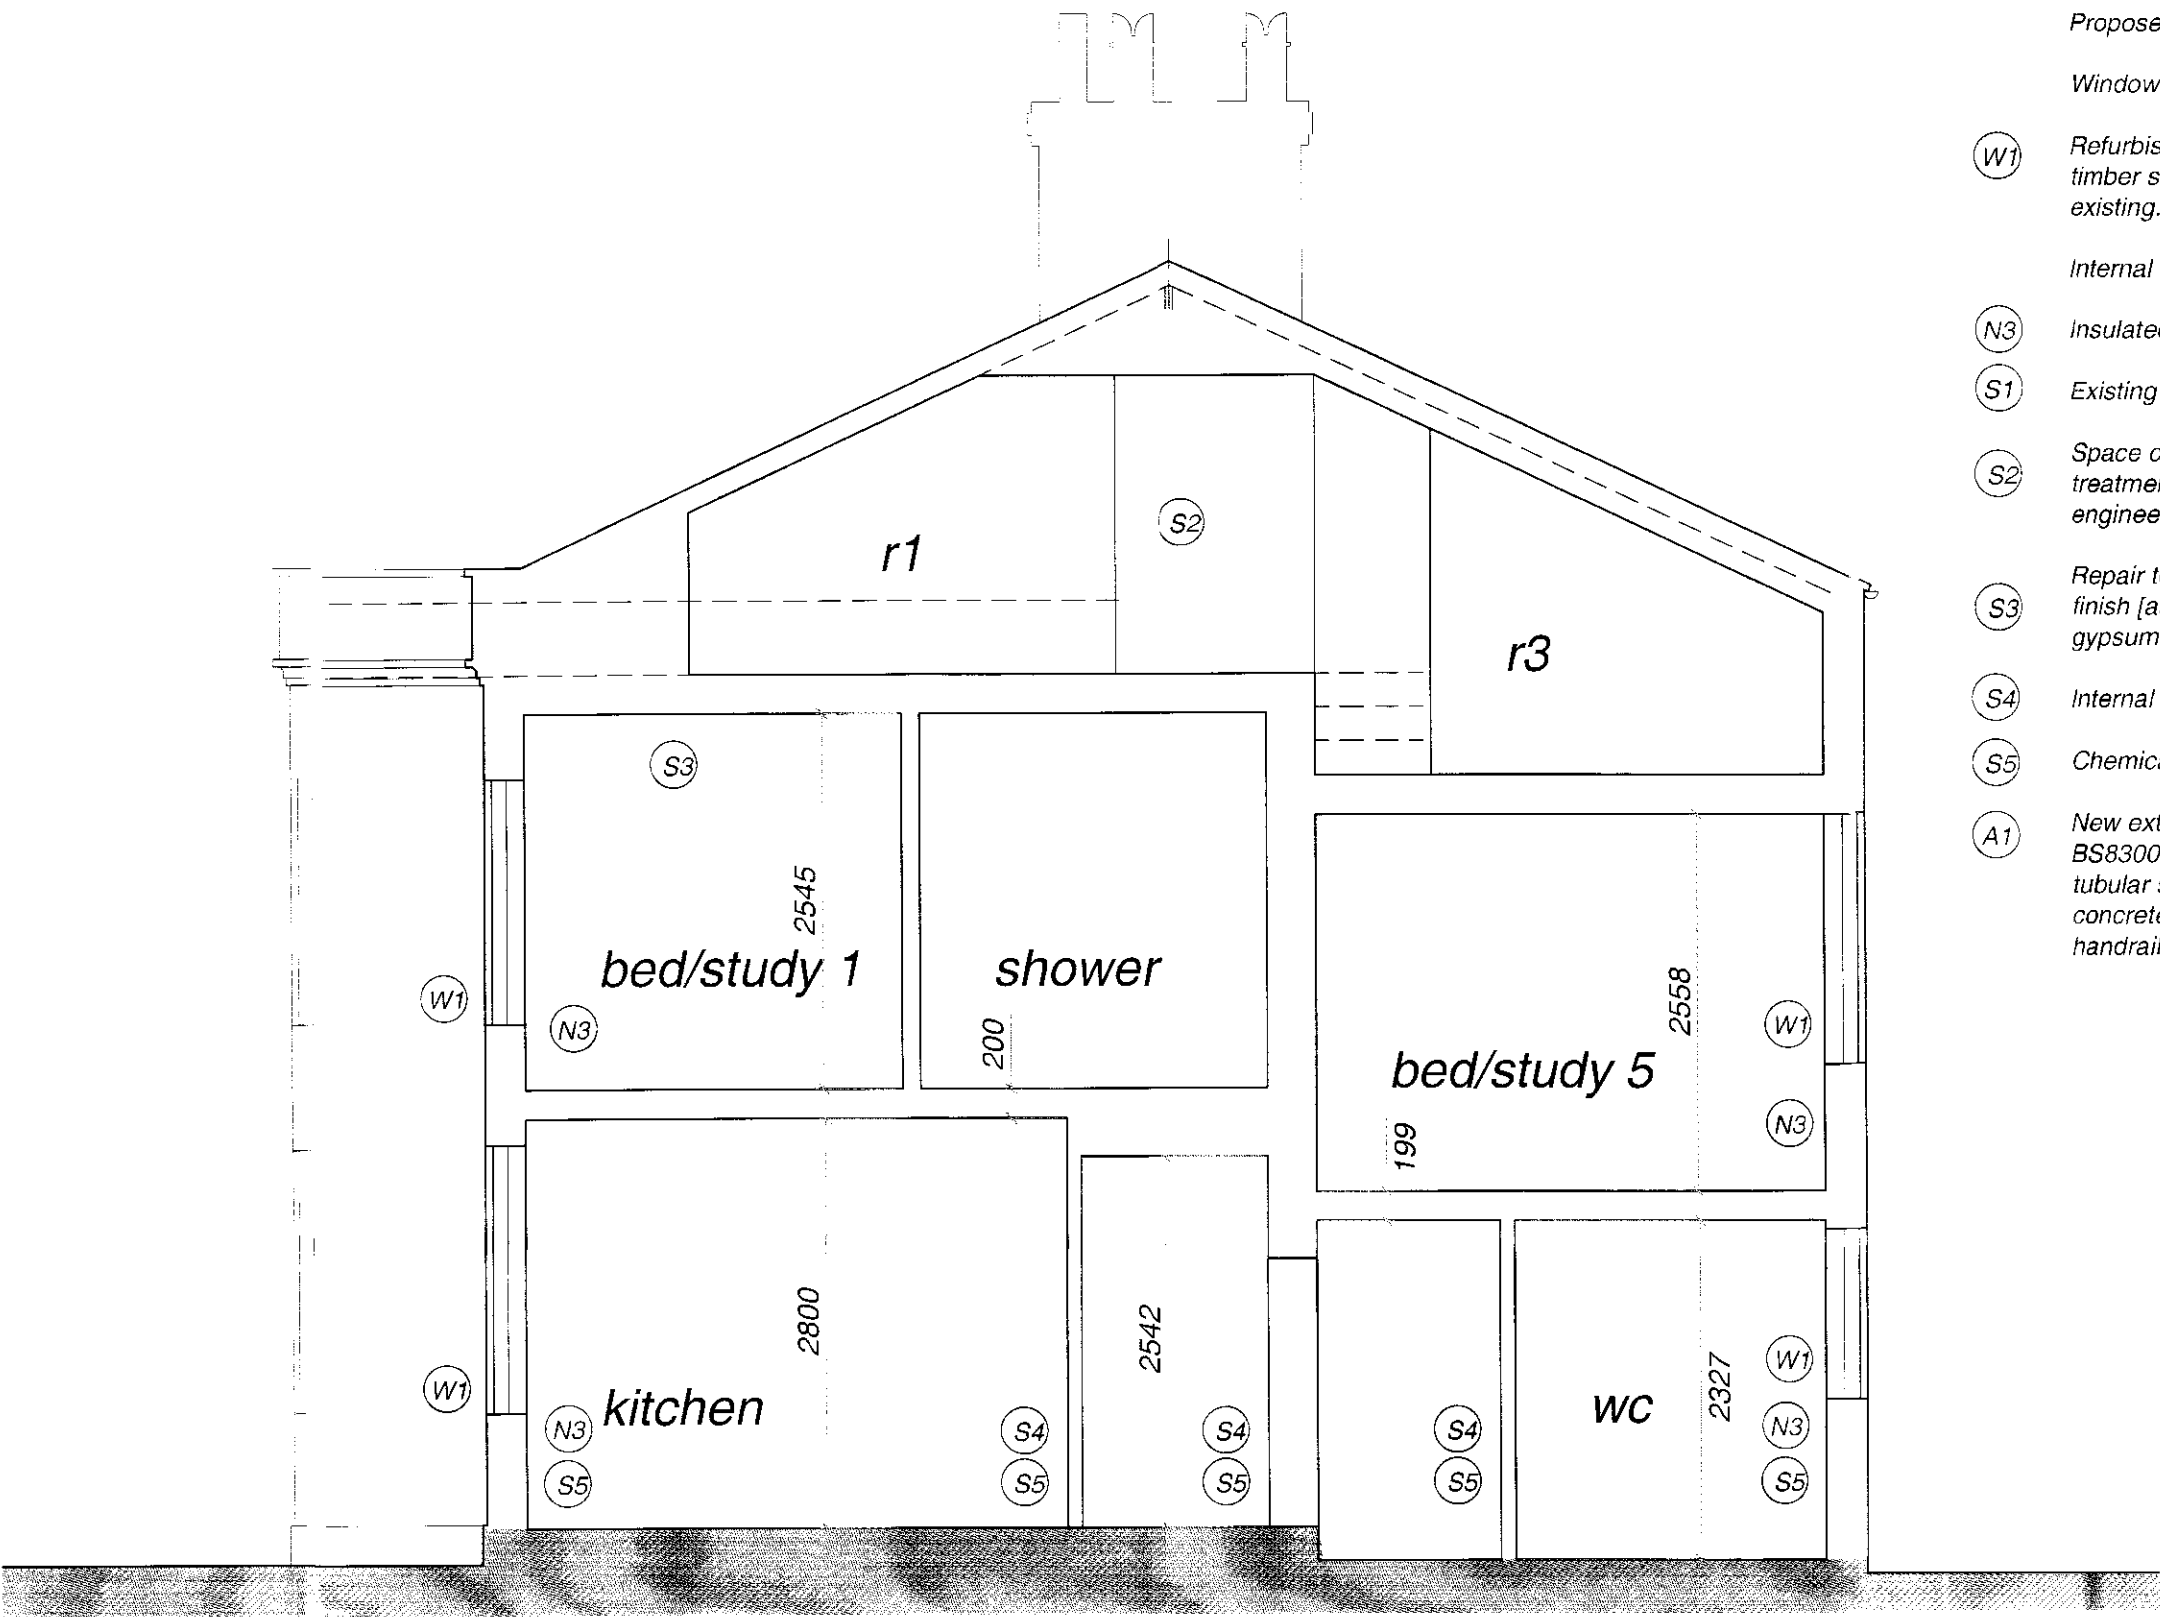 Propose
Window
W1
Refurbis
timber s
existing.
Internal
N3
Insulated
S1
Existing
S2
Space o
treatmen
enginee
S3
Repair t
finish [a
gypsum
S4
Internal
S5
Chemica
A1
New ext
BS8300
tubular s
concrete
handrail
r1
S2
r3
S3
2545
bed/study 1
shower
W1
N3
200
2558
W1
bed/study 5
N3
199
2800
2542
2327
W1
W1
kitchen
wc
N3
S4
S4
S4
N3
S5
S5
S5
S5
S5